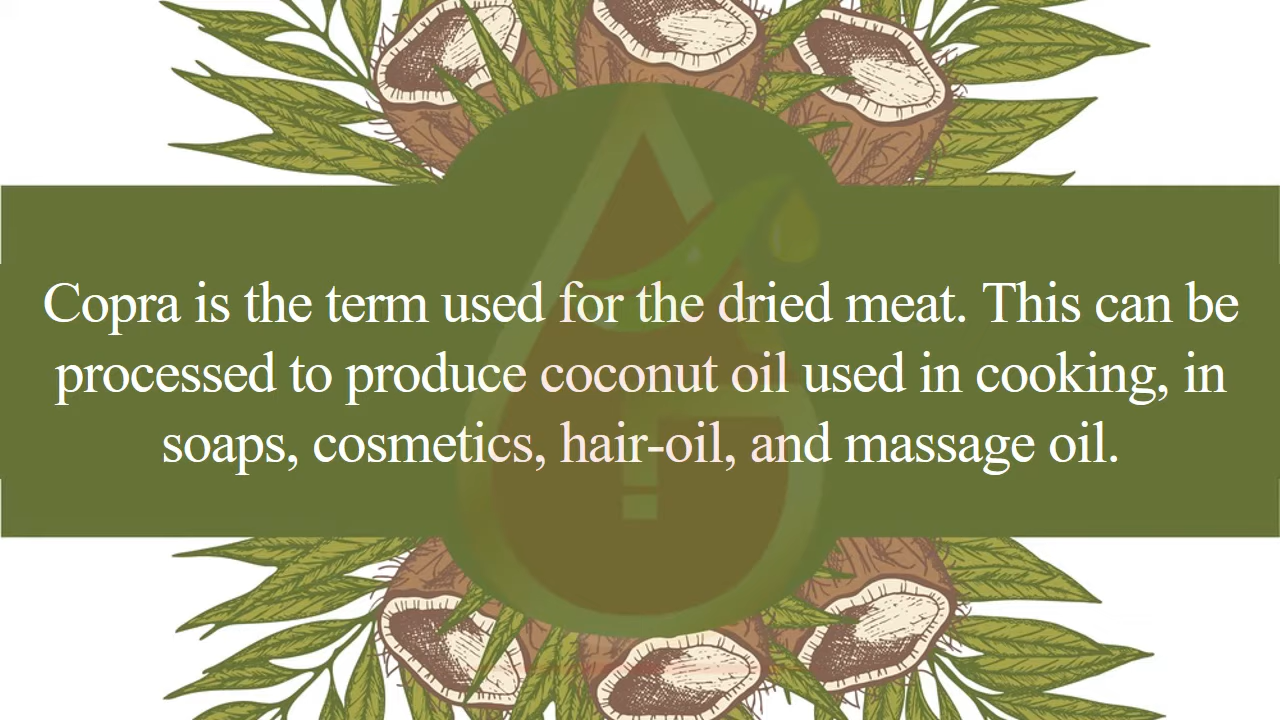 Copra is the term used for the dried meat. This can be
processed to produce coconut oil used in cooking, in
soaps, cosmetics, hair-oil, and massage oil.